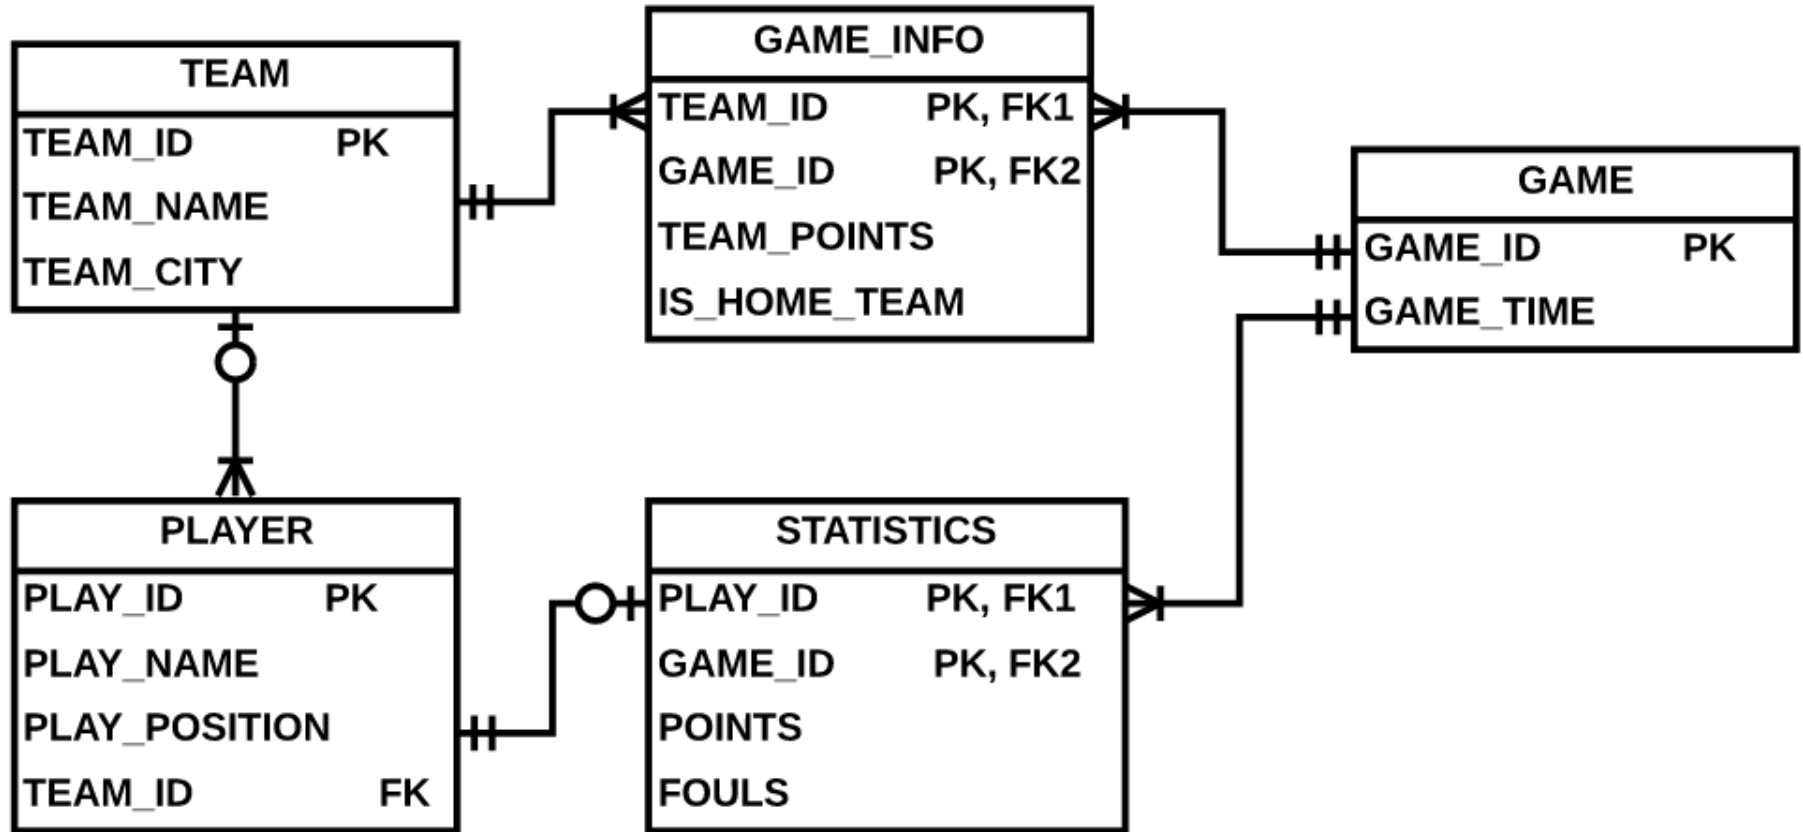 TEAM
TEAM_ID PK
TEAM_NAME
TEAM_CITY
GAME_INFO
TEAM_ID PK, FK1
GAME_ID PK, FK2
TEAM_POINTS
IS_HOME_TEAM
GAME
GAME_ID PK
GAME_TIME
PLAYER
PLAY_ID PK
PLAY_NAME
PLAY_POSITION
TEAM_ID FK
STATISTICS
PLAY_ID PK, FK1
GAME_ID PK, FK2
POINTS
FOULS